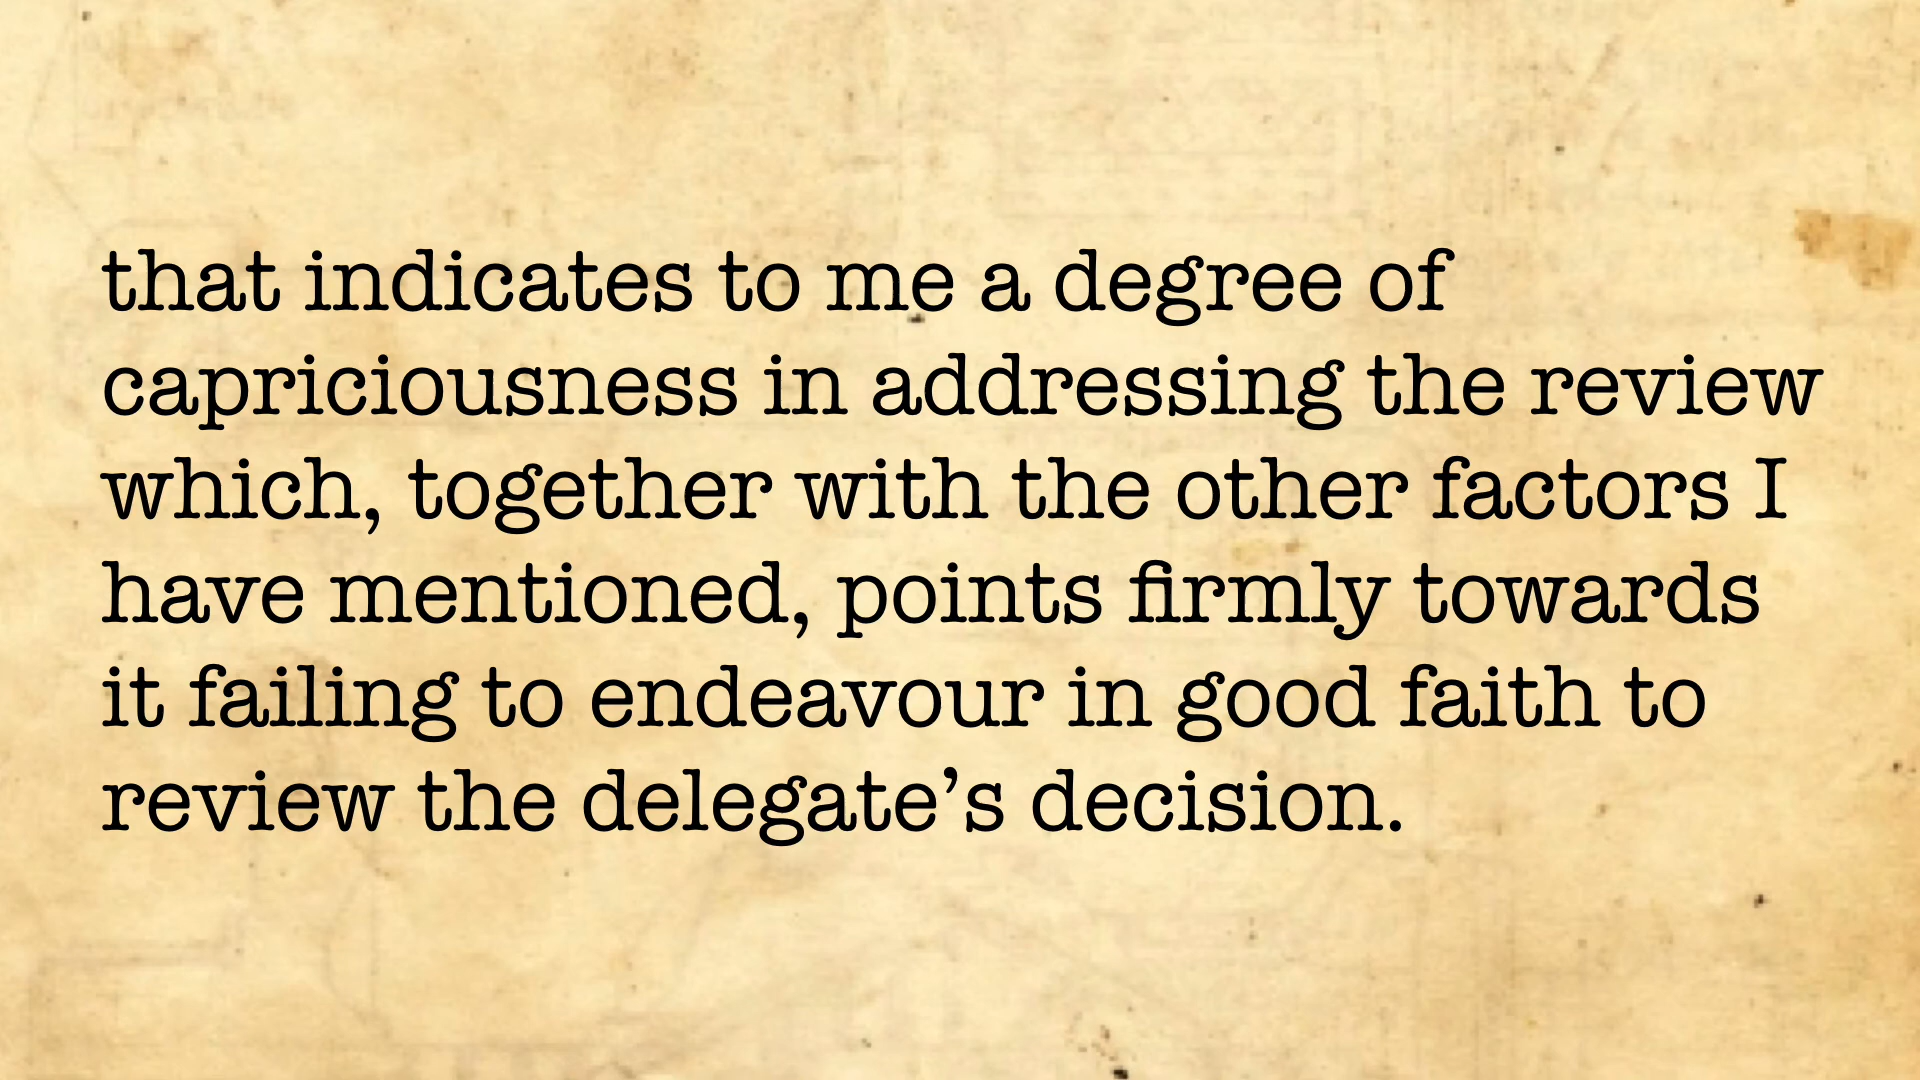 that indicates to me a degree of
capriciousness in addressing the review
which, together with the other factors I
have mentioned, points firmly towards
it failing to endeavour in good faith to
review the delegate’s decision.